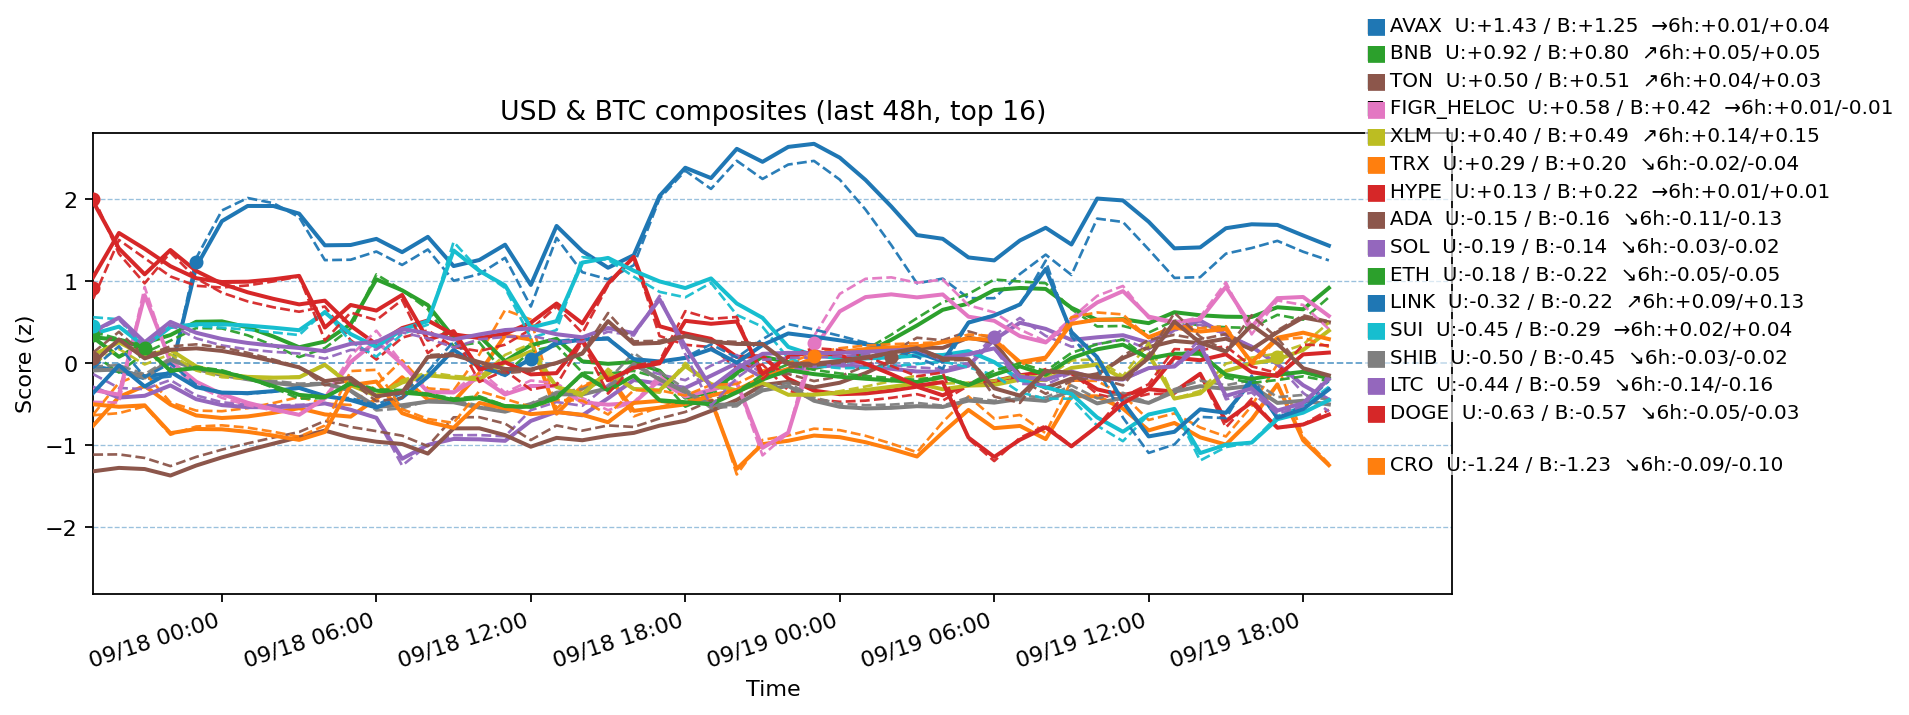 AVAX U:+1.43 / B:+1.25 →6h:+0.01/+0.04
BNB U:+0.92 / B:+0.80 ↗6h:+0.05/+0.05
TON U:+0.50 / B:+0.51 ↗6h:+0.04/+0.03
FIGR_HELOC U:+0.58 / B:+0.42 →6h:+0.01/-0.01
XLM U:+0.40 / B:+0.49 ↗6h:+0.14/+0.15
TRX U:+0.29 / B:+0.20 ↘6h:-0.02/-0.04
HYPE U:+0.13 / B:+0.22 →6h:+0.01/+0.01
ADA U:-0.15 / B:-0.16 ↘6h:-0.11/-0.13
SOL U:-0.19 / B:-0.14 ↘6h:-0.03/-0.02
ETH U:-0.18 / B:-0.22 ↘6h:-0.05/-0.05
LINK U:-0.32 / B:-0.22 ↗6h:+0.09/+0.13
SUI U:-0.45 / B:-0.29 →6h:+0.02/+0.04
SHIB U:-0.50 / B:-0.45 ↘6h:-0.03/-0.02
LTC U:-0.44 / B:-0.59 ↘6h:-0.14/-0.16
DOGE U:-0.63 / B:-0.57 ↘6h:-0.05/-0.03
CRO U:-1.24 / B:-1.23 ↘6h:-0.09/-0.10
USD & BTC composites (last 48h, top 16)
Score (z)
2
1
0
−1
−2
09/18 00:00
09/18 06:00
09/18 12:00
09/18 18:00
09/19 00:00
09/19 06:00
09/19 12:00
09/19 18:00
Time